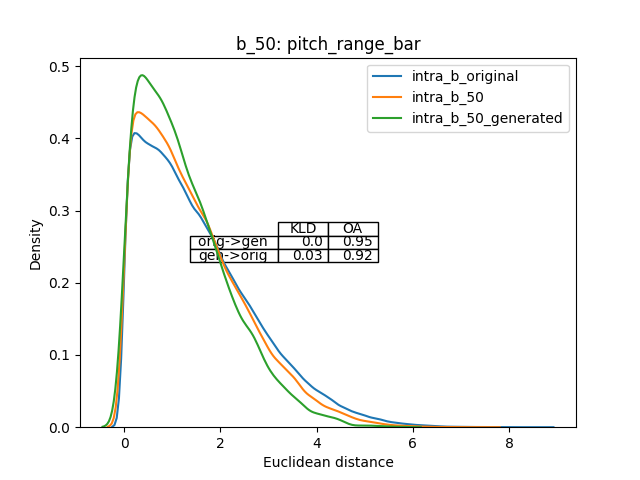 b_50: pitch_range_bar
intra_b_original
intra_b_50
intra_b_50_generated
KLD OA
orig->gen 0.0 0.95
gen->orig 0.03 0.92
Density
0.5
0.4
0.3
0.2
0.1
0.0
0 2 4 6 8
Euclidean distance